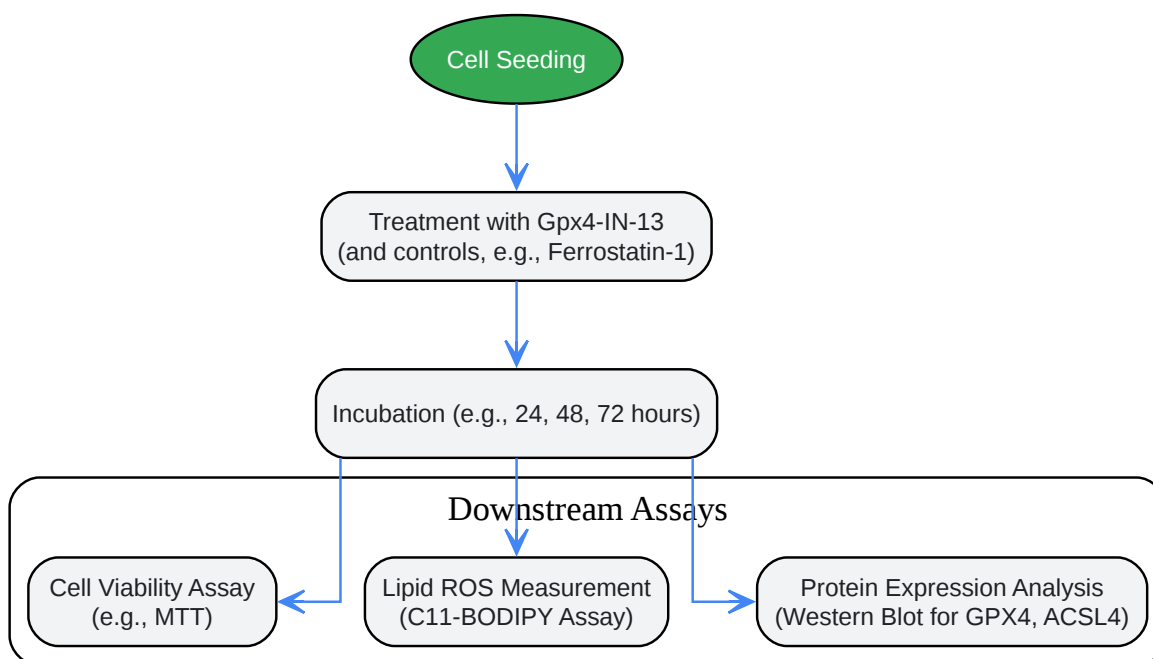 Cell Seeding
Treatment with Gpx4-IN-13
(and controls, e.g., Ferrostatin-1)
Incubation (e.g., 24, 48, 72 hours)
Downstream Assays
Cell Viability Assay
(e.g., MTT)
Lipid ROS Measurement
(C11-BODIPY Assay)
Protein Expression Analysis
(Western Blot for GPX4, ACSL4)